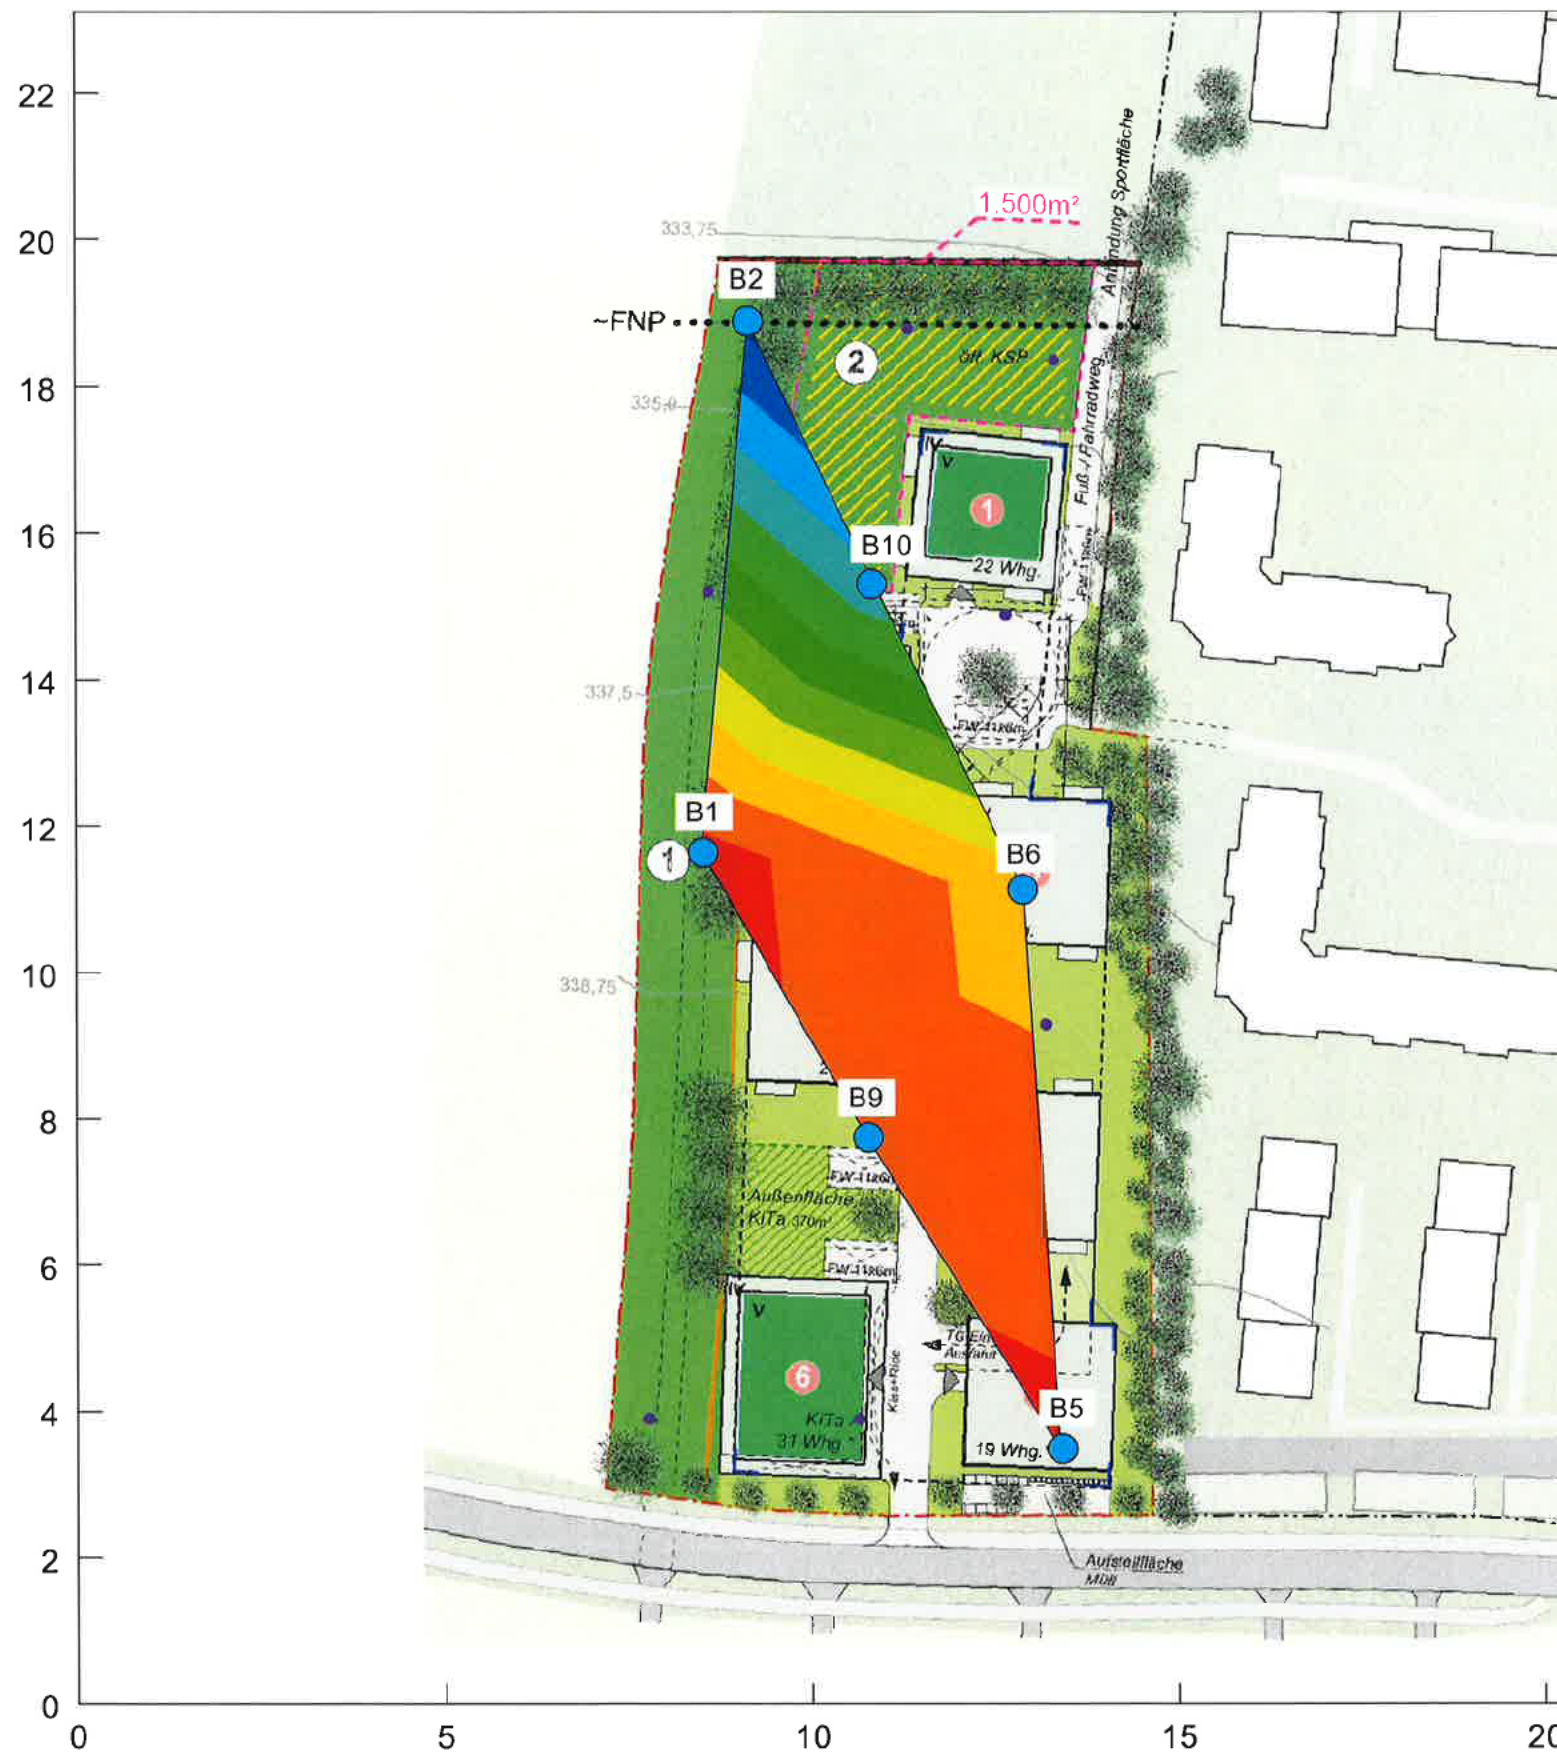 22
20
18
16
14
12
10
8
6
4
2
0
0
5
10
15
20
Anbindung Sportfläche
1.500m²
333,75
B2
~FNP
2
öff. KSP
335,0
Fuß-/ Fahrradweg
IV
V
1
B10
22 Whg.
337,5
FW 11x6m
B1
1
B6
338,75
B9
FW 11x6m
Außenfläche
KiTa 370m²
FW 11x6m
IV
V
TG Ein-
Ausfahrt
6
Kiss+Ride
B5
KiTa
31 Whg.
19 Whg.
Aufstellfläche
Müll